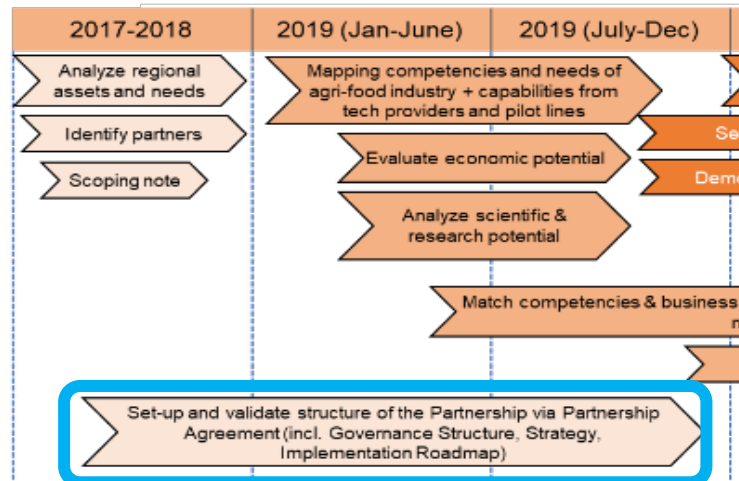 2017-2018
2019 (Jan-June)
2019 (July-Dec)
Analyze regional
assets and needs
Mapping competencies and needs of
agri-food industry + capabilities from
tech providers and pilot lines
Identify partners
Se
Evaluate economic potential
Scoping note
Demo
Analyze scientific &
research potential
Match competencies & business
n
Set-up and validate structure of the Partnership via Partnership
Agreement(incl. Governance Structure, Strategy,
Implementation Roadmap)